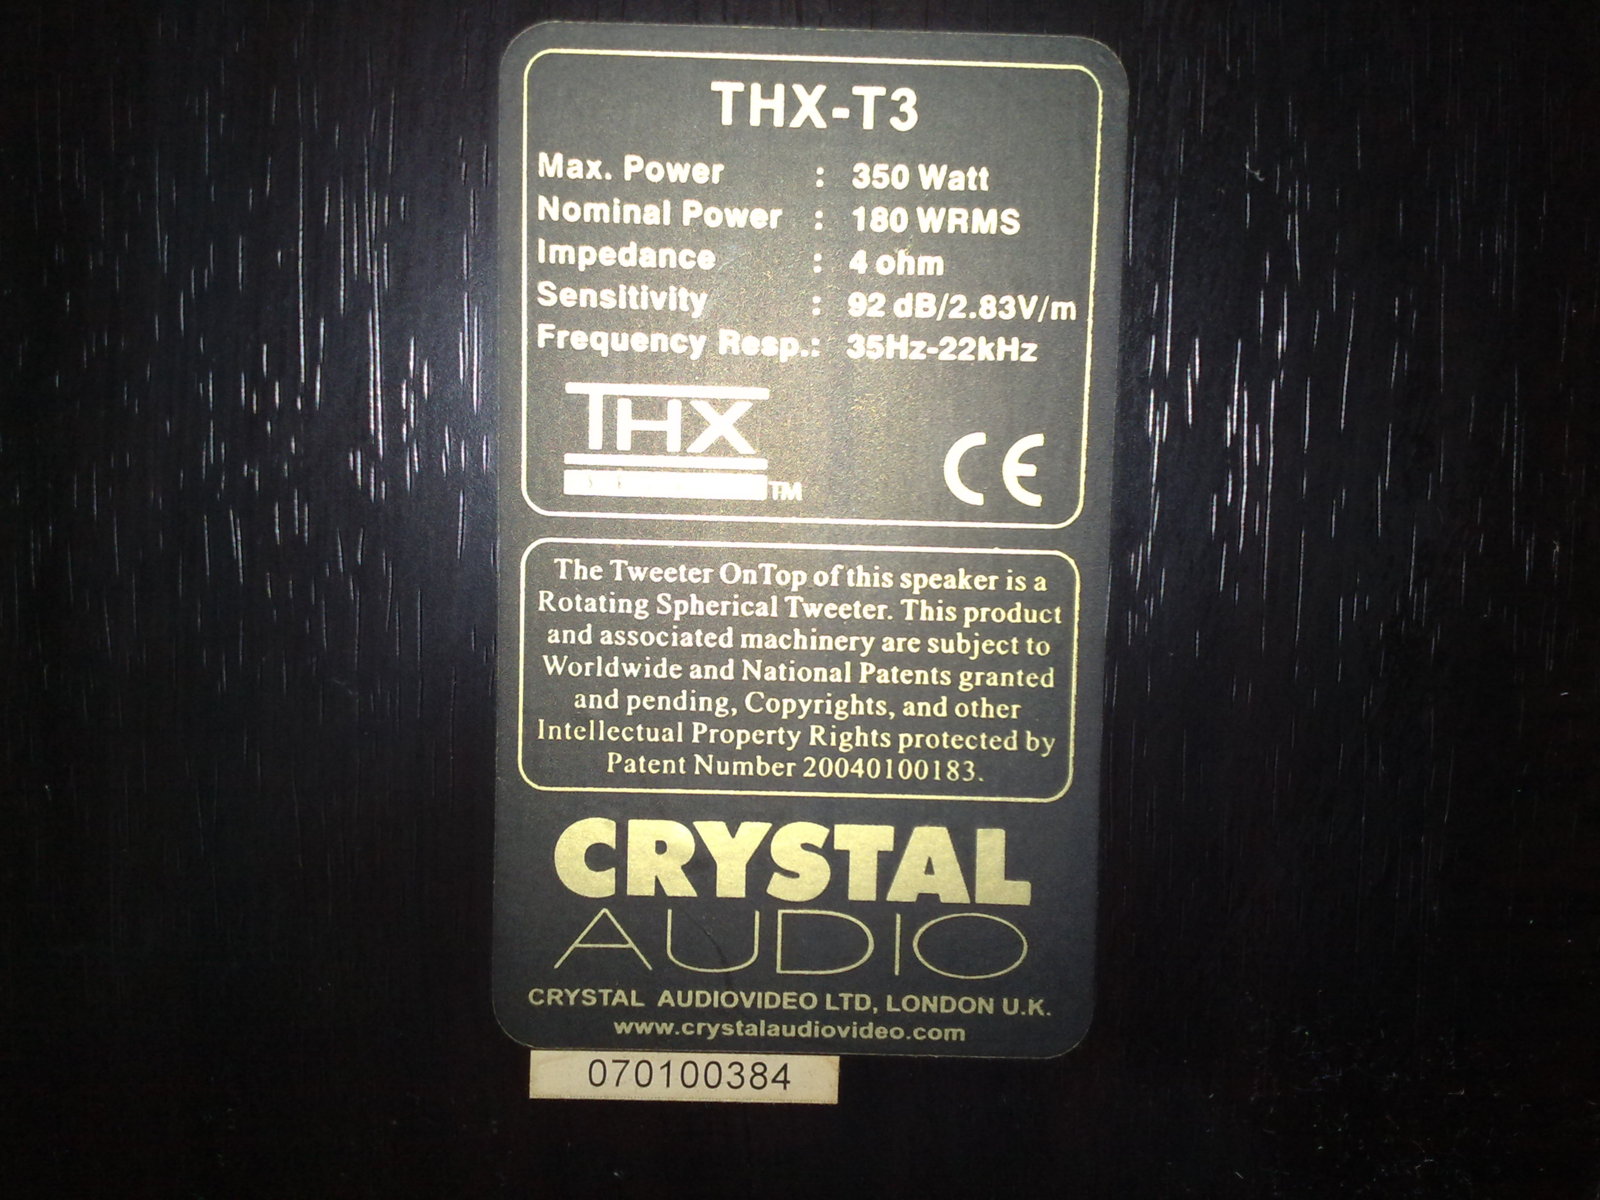 THX-T3
Max. Power : 350 Watt
Nominal Power : 180 WRMS
Impedance : 4 ohm
Sensitivity : 92 dB/2.83V/m
Frequency Resp.: 35Hz-22kHz
THX TM
CE
The Tweeter OnTop of this speaker is a
Rotating Spherical Tweeter. This product
and associated machinery are subject to
Worldwide and National Patents granted
and pending, Copyrights, and other
Intellectual Property Rights protected by
Patent Number 20040100183.
CRYSTAL
AUDIO
CRYSTAL AUDIOVIDEO LTD, LONDON U.K.
www.crystalaudiovideo.com
070100384